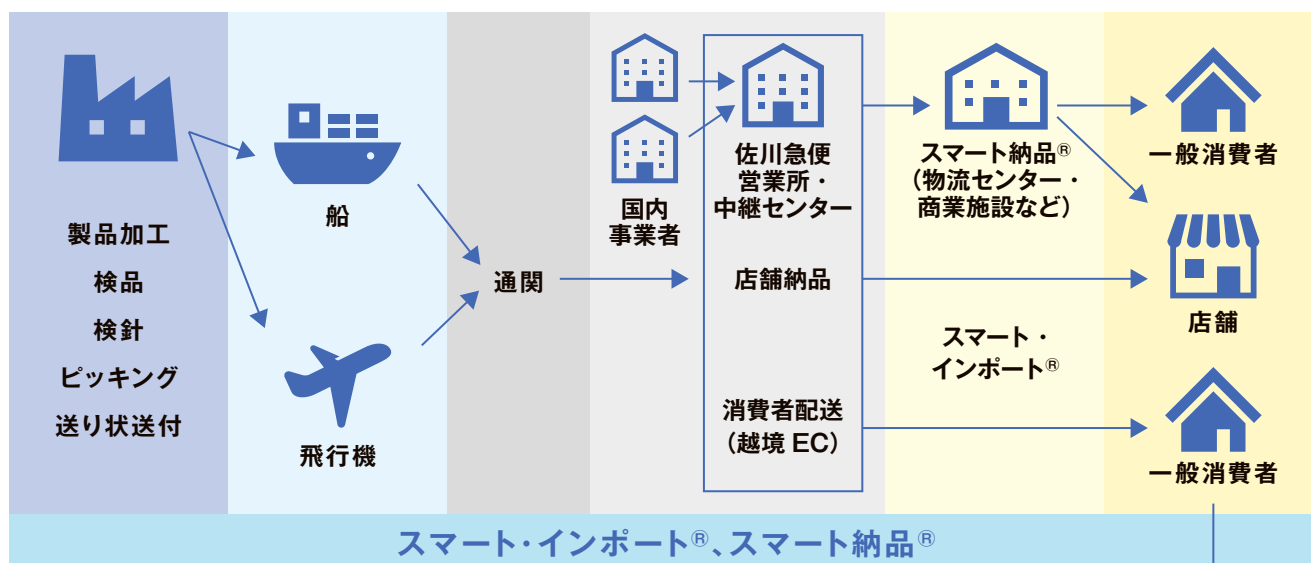 製品加工
検品
検針
ピッキング
送り状送付
船
飛行機
通関
国内
事業者
佐川急便
営業所・
中継センター
店舗納品
消費者配送
（越境 EC）
スマート納品®
（物流センター・
商業施設など）
スマート・
インポート®
一般消費者
店舗
一般消費者
スマート・インポート®、スマート納品®